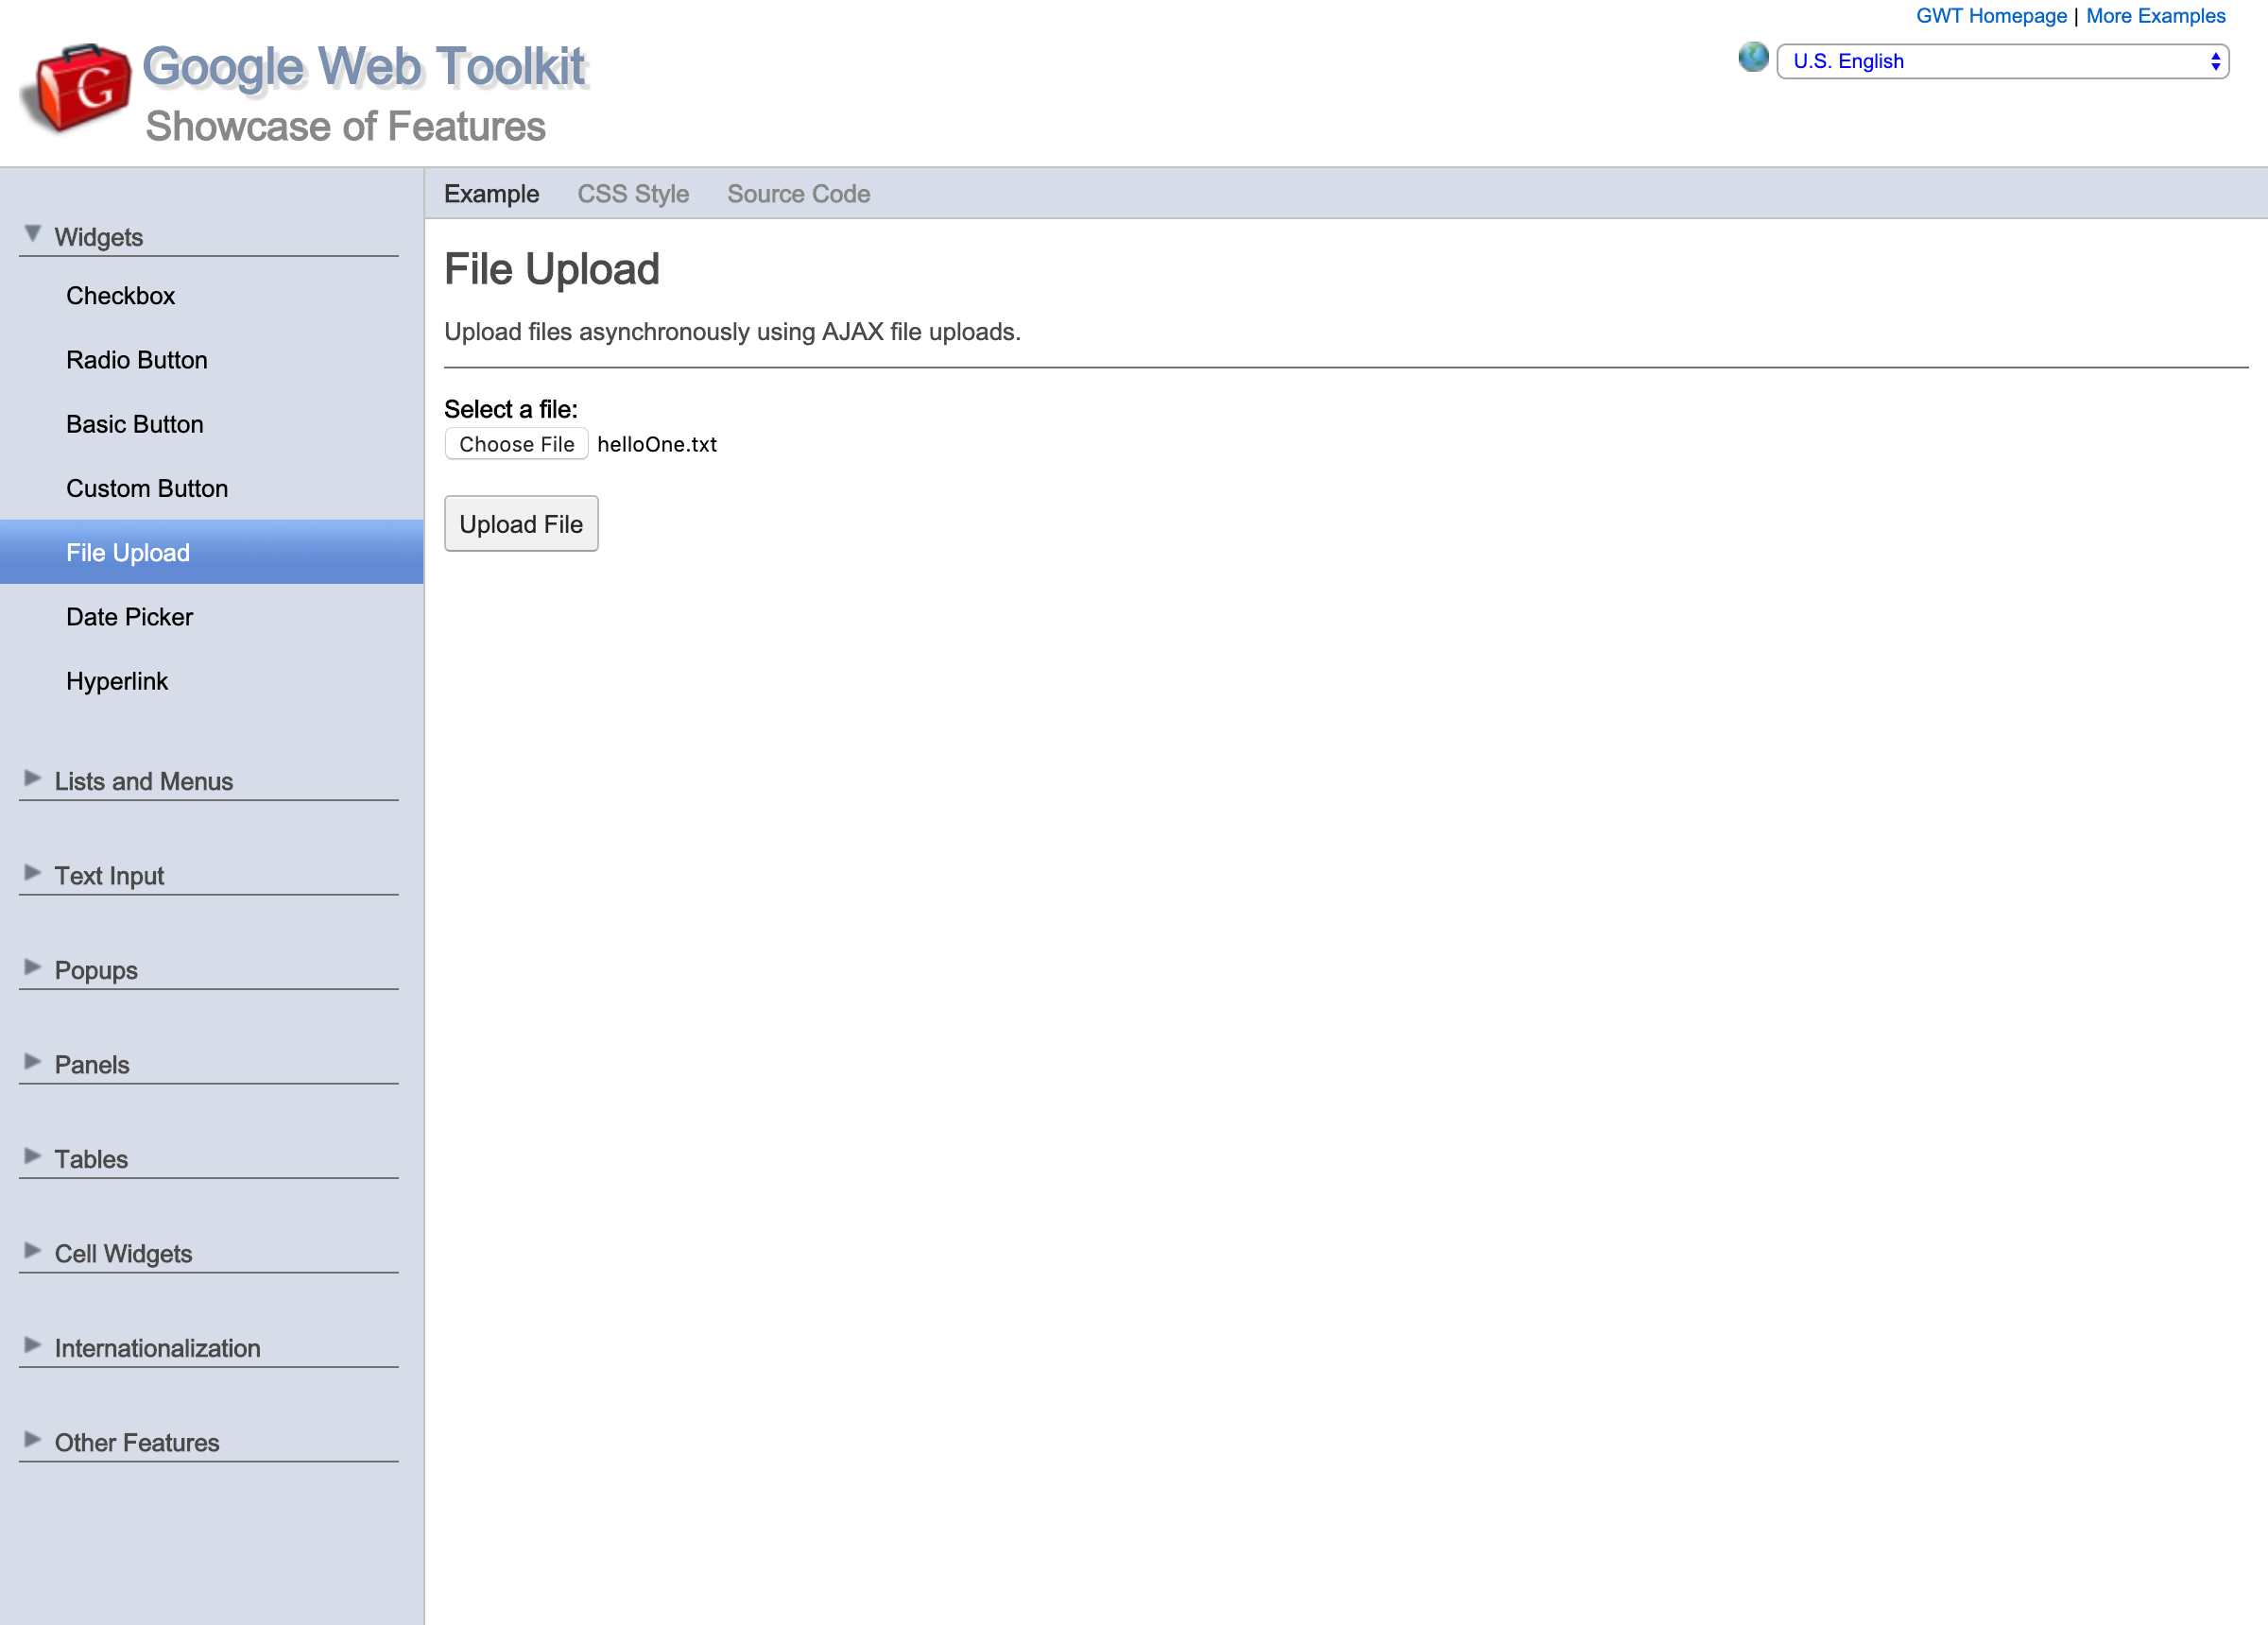 GWT Homepage | More Examples
G
Google Web Toolkit
U.S. English
Showcase of Features
Example CSS Style Source Code
Widgets
Checkbox
Radio Button
Basic Button
Custom Button
File Upload
Date Picker
Hyperlink
Lists and Menus
Text Input
Popups
Panels
Tables
Cell Widgets
Internationalization
Other Features
File Upload
Upload files asynchronously using AJAX file uploads.
Select a file:
Choose File helloOne.txt
Upload File